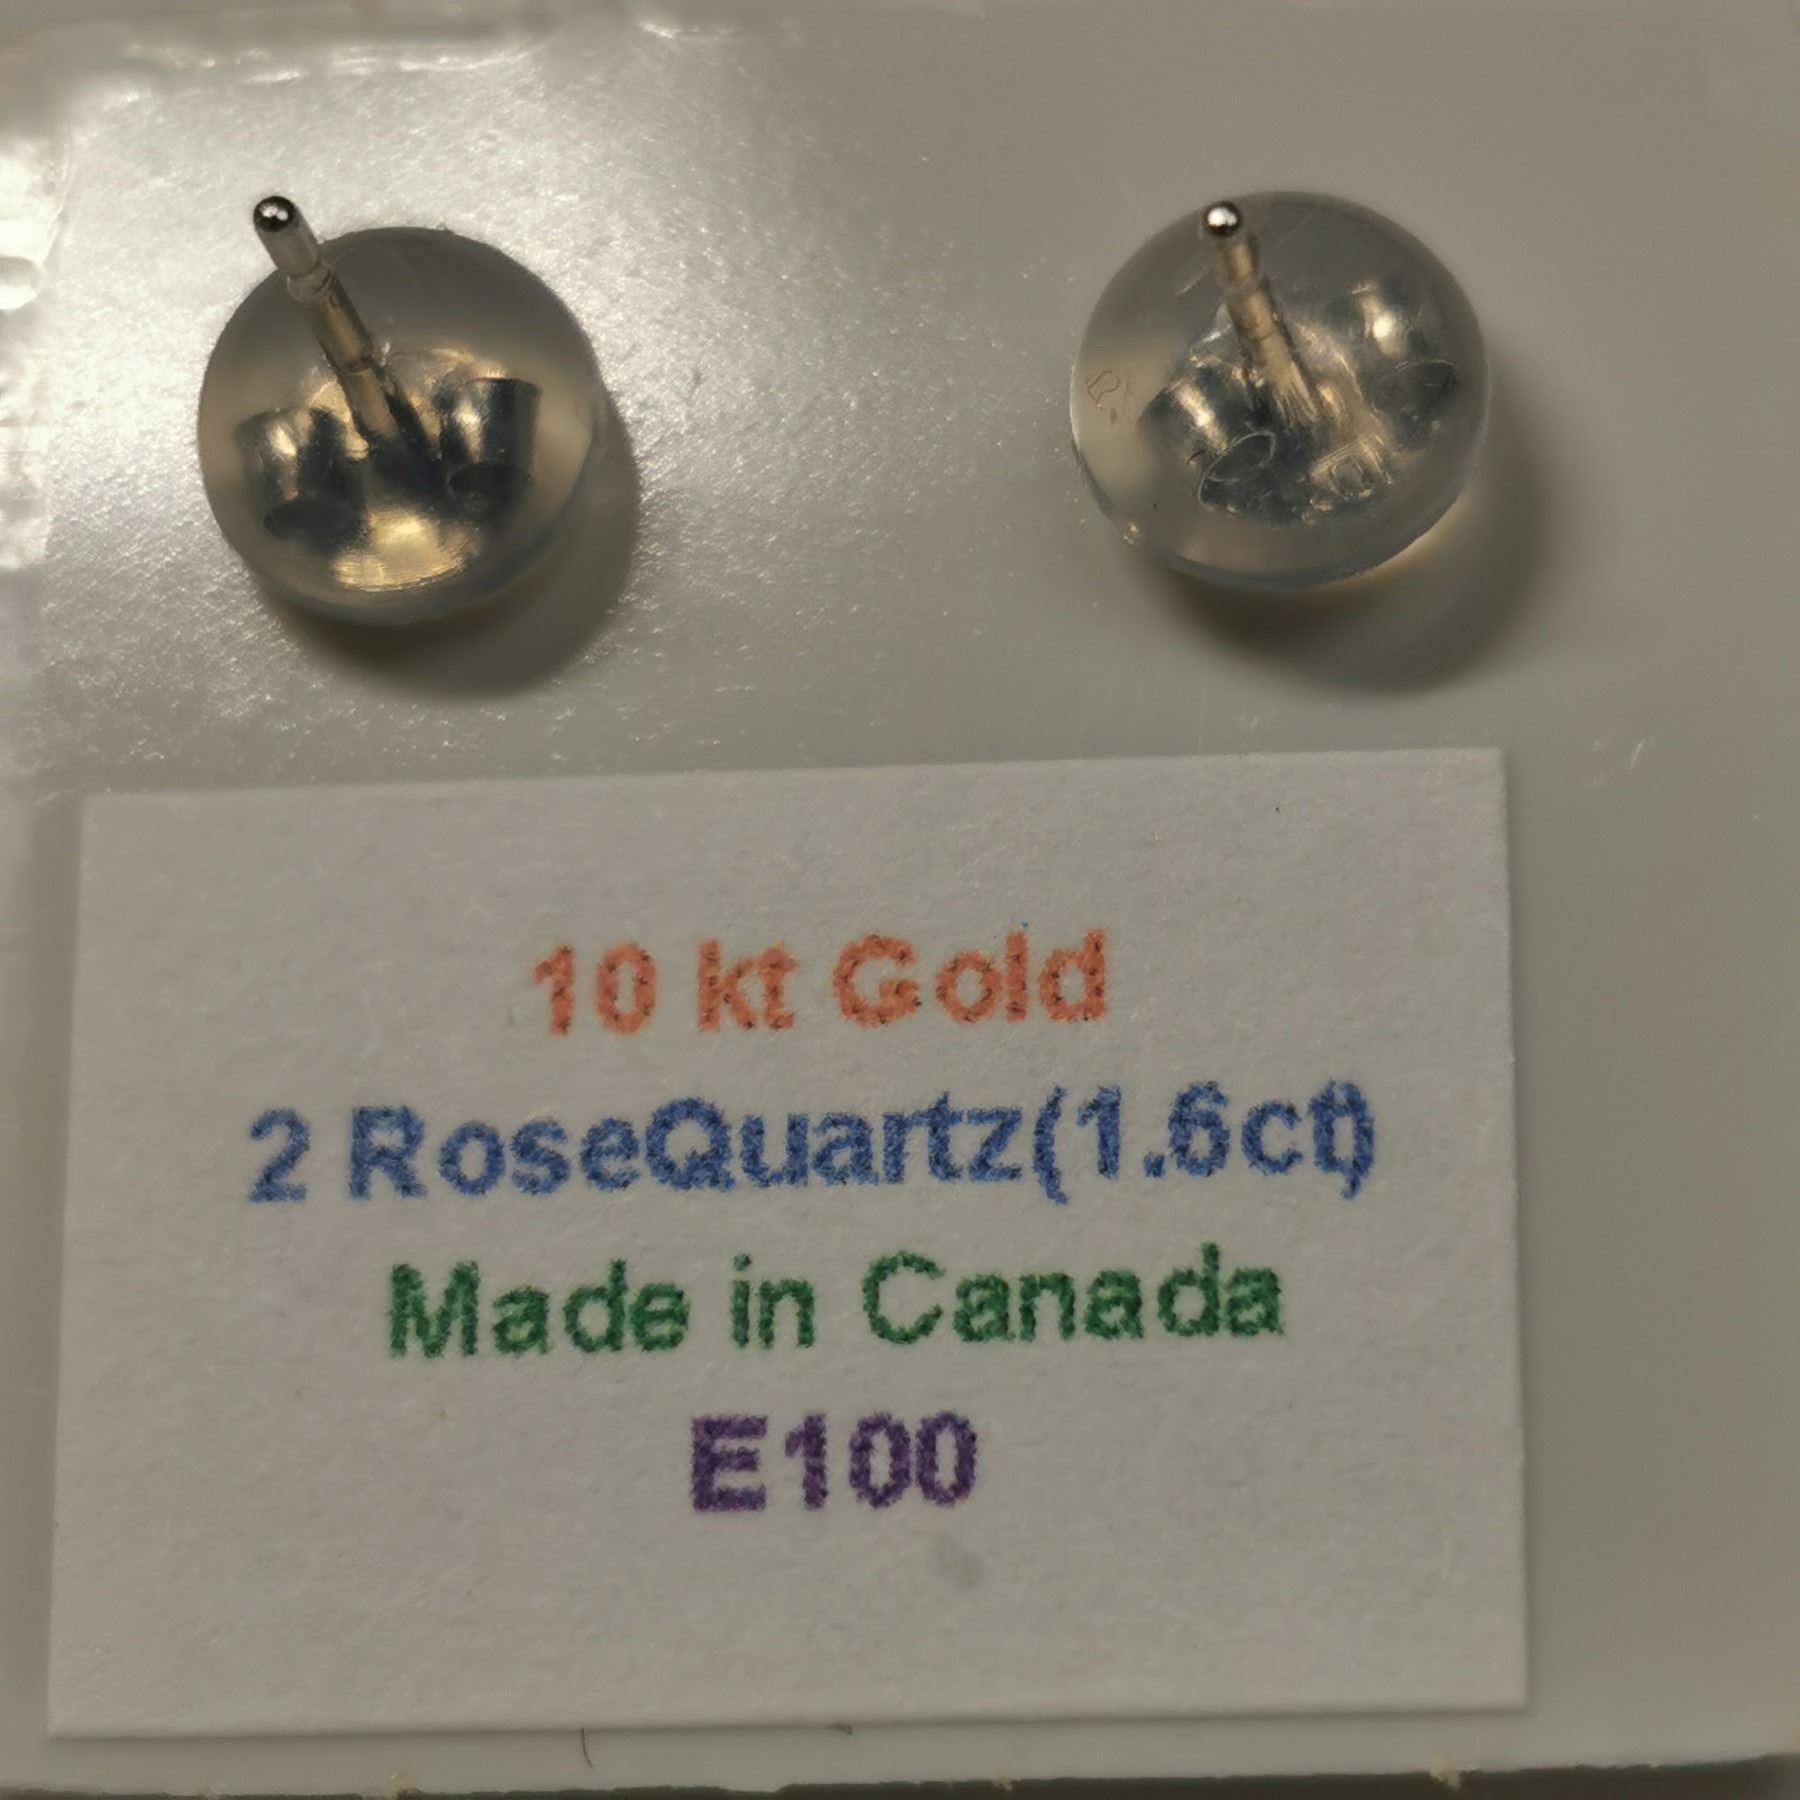 10 kt Gold
2 RoseQuartz(1.6ct)
Made in Canada
E100